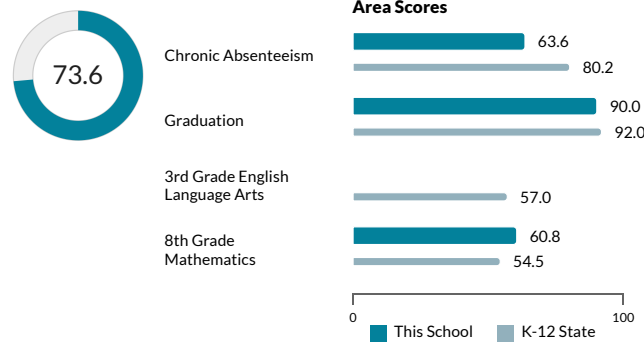 Area Scores
73.6
Chronic Absenteeism
63.6
80.2
Graduation
90.0
92.0
3rd Grade English
Language Arts
57.0
8th Grade
Mathematics
60.8
54.5
0
100
This School
K-12 State